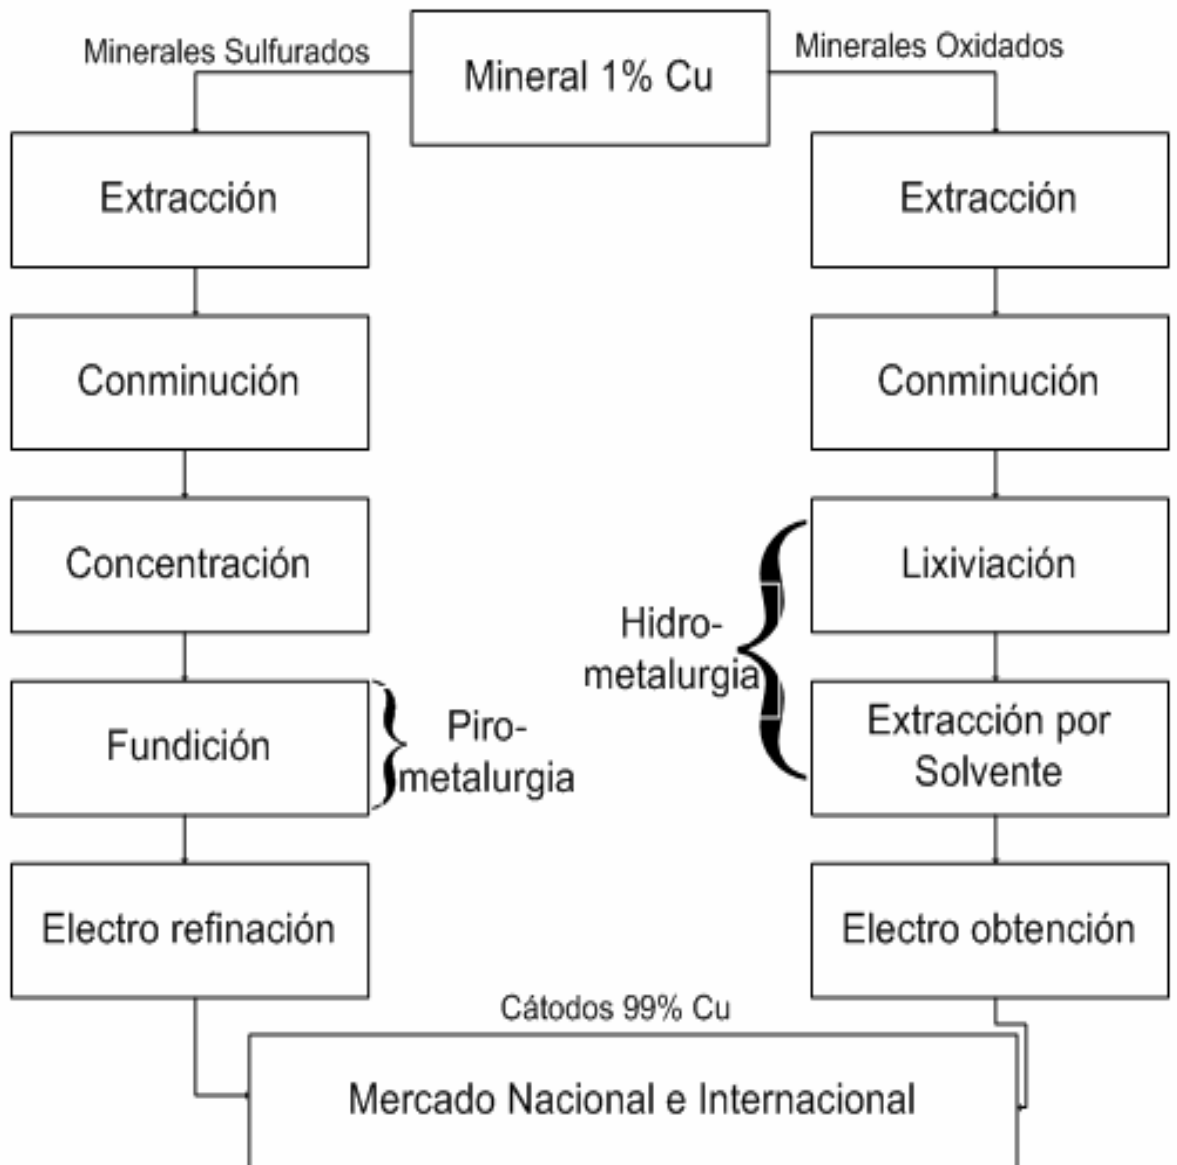 Minerales Sulfurados
Mineral 1% Cu
Minerales Oxidados
Extracción
Extracción
Conminución
Conminución
Concentración
Lixiviación
Hidro-
metalurgia
Fundición
Piro-
metalurgia
Extracción por
Solvente
Electro refinación
Electro obtención
Cátodos 99% Cu
Mercado Nacional e Internacional